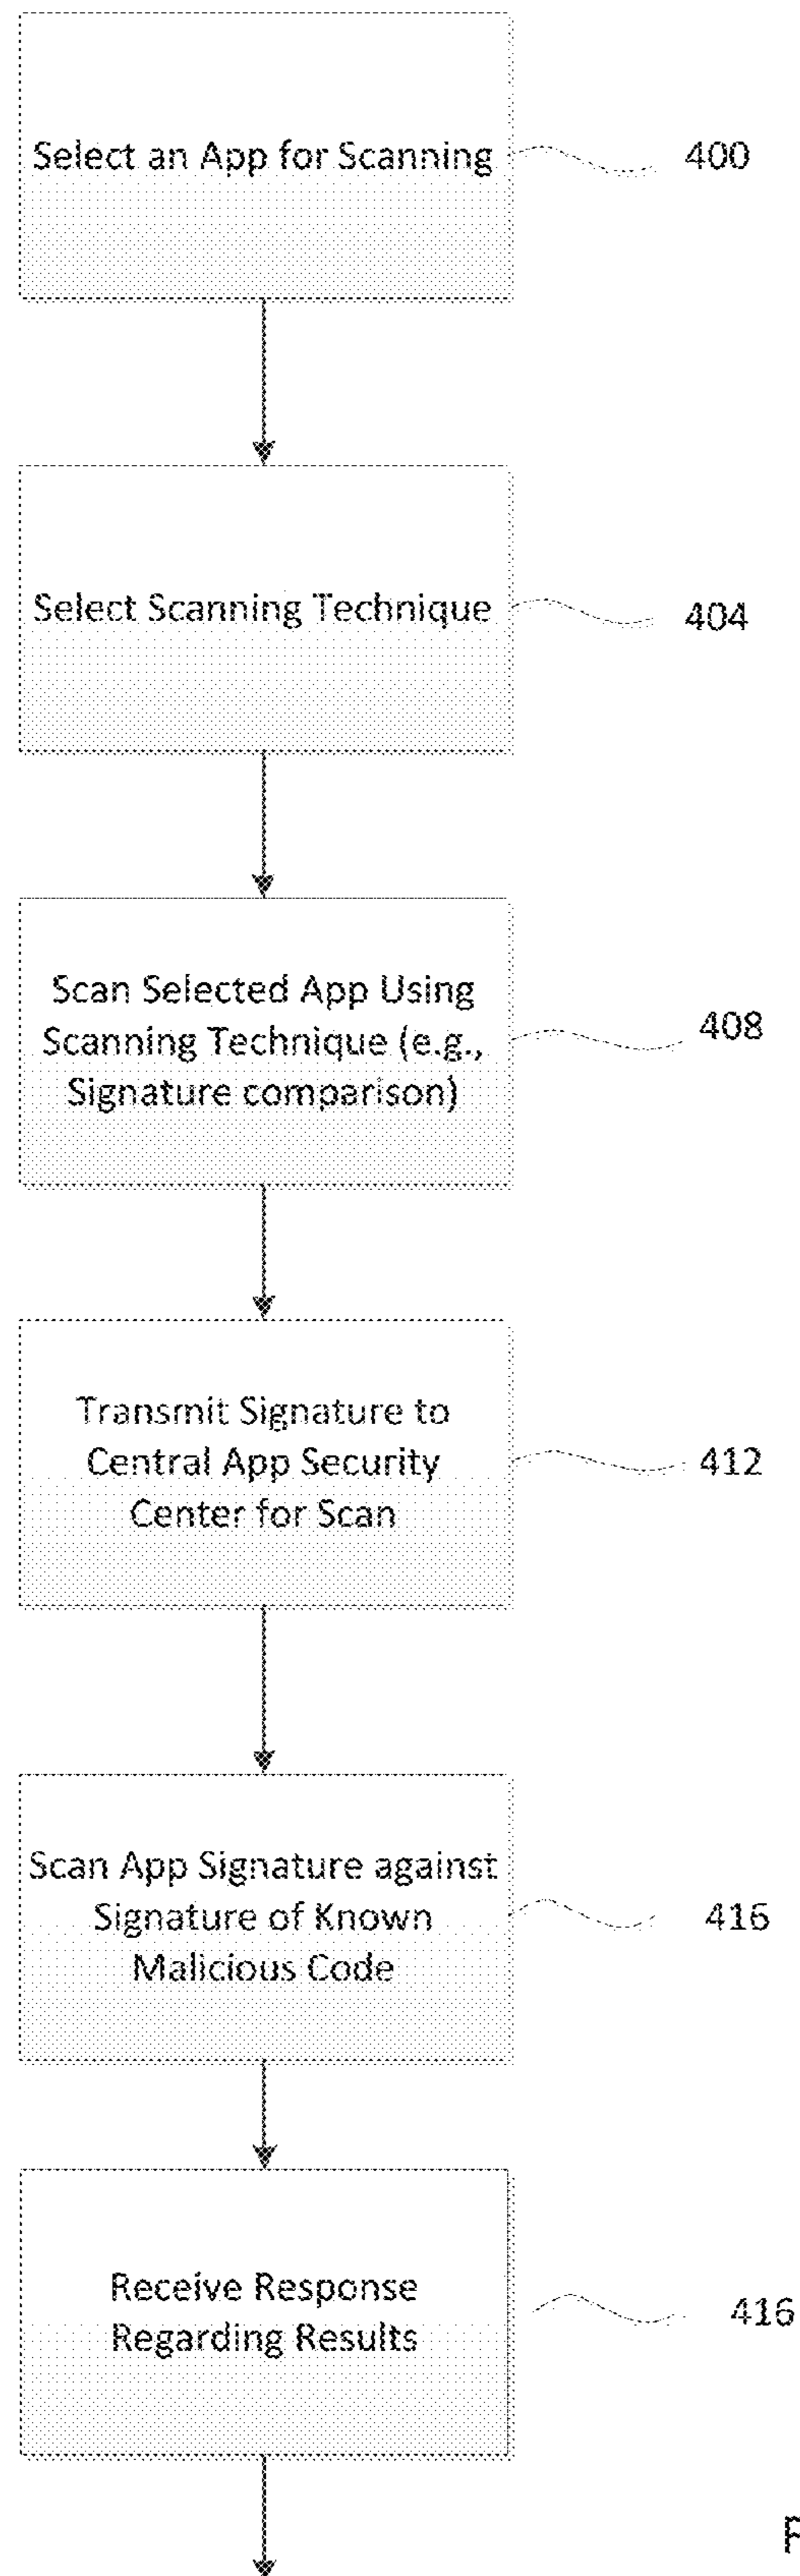 Select an App for Scanning
400
Select Scanning Technique
404
Scan Selected App Using
Scanning Technique (e.g.,
Signature comparison)
408
Transmit Signature to
Central App Security
Center for Scan
412
Scan App Signature against
Signature of Known
Malicious Code
416
Receive Response
Regarding Results
416